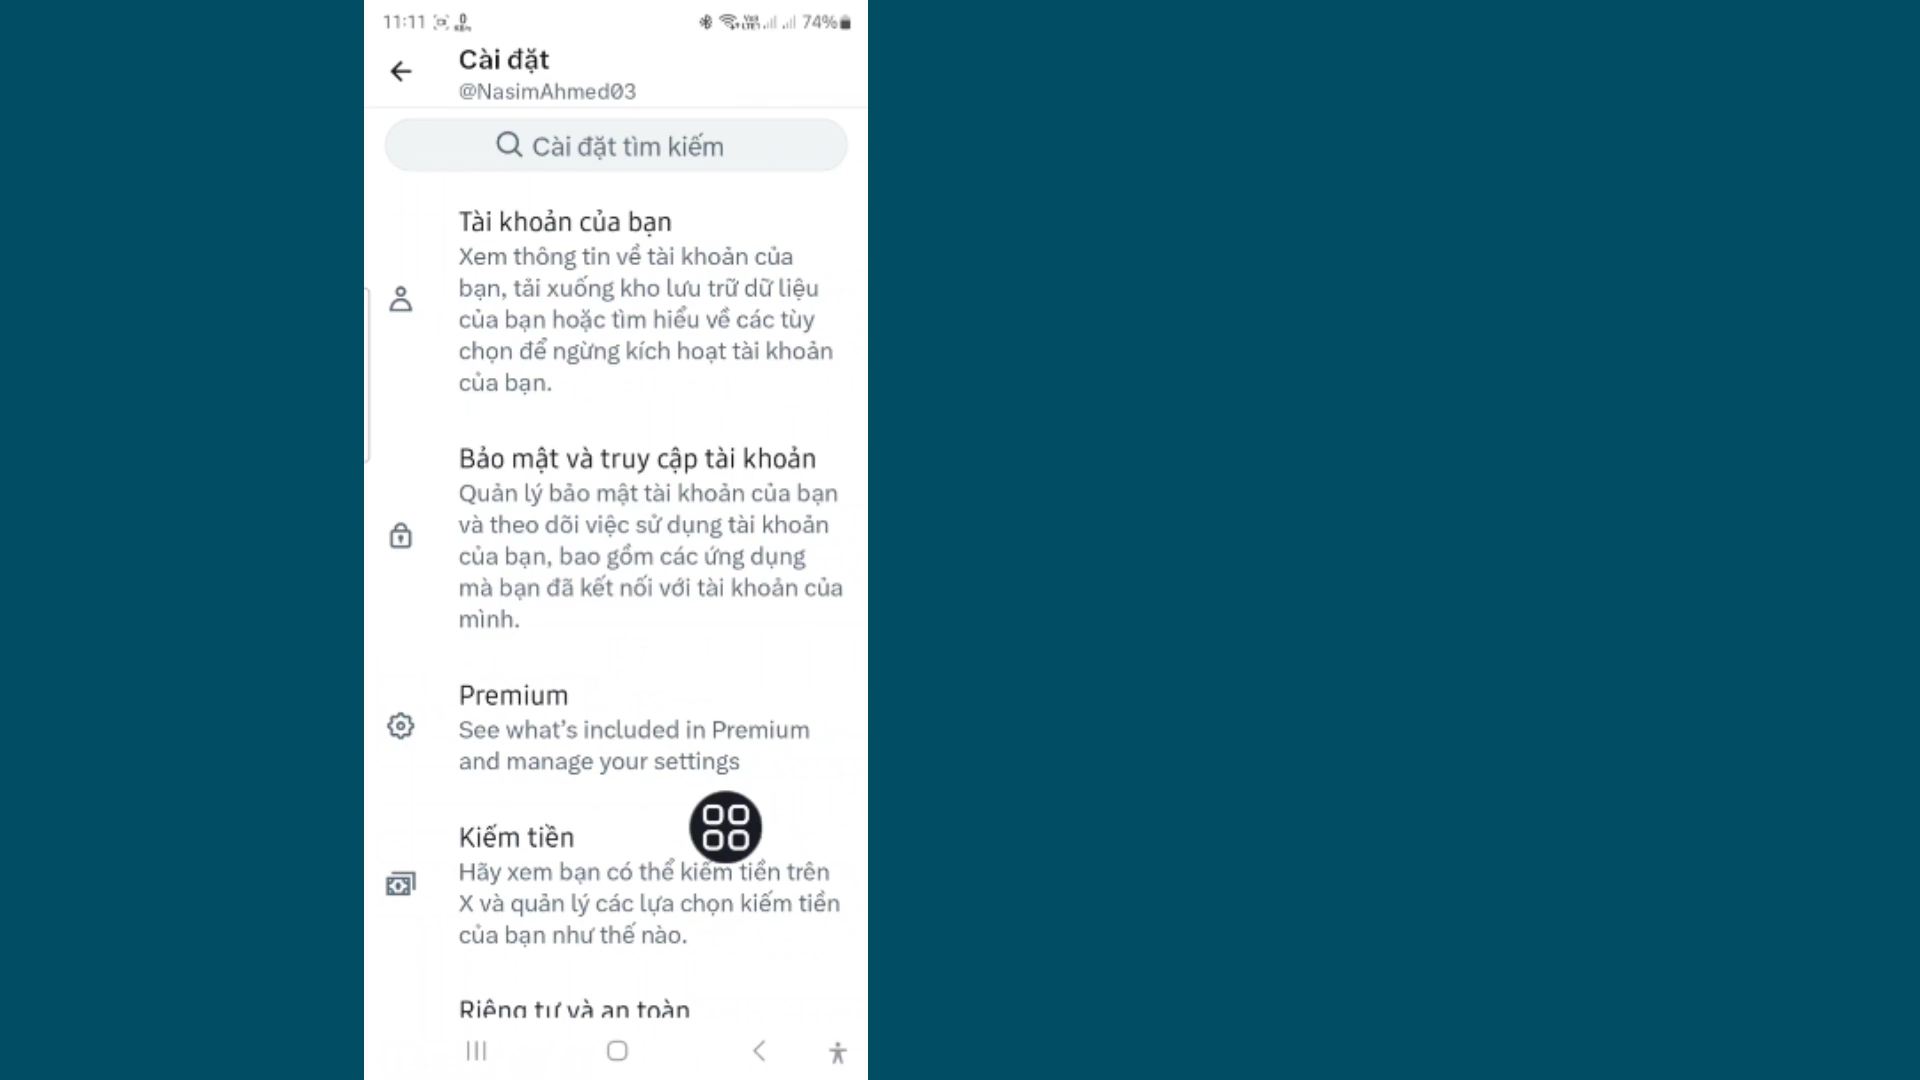 11:11
74%
Cài đặt
@NasimAhmed03
Cài đặt tìm kiếm
Tài khoản của bạn
Xem thông tin về tài khoản của
bạn, tải xuống kho lưu trữ dữ liệu
của bạn hoặc tìm hiểu về các tùy
chọn để ngừng kích hoạt tài khoản
của bạn.
Bảo mật và truy cập tài khoản
Quản lý bảo mật tài khoản của bạn
và theo dõi việc sử dụng tài khoản
của bạn, bao gồm các ứng dụng
mà bạn đã kết nối với tài khoản của
mình.
Premium
See what’s included in Premium
and manage your settings
Kiếm tiền
Hãy xem bạn có thể kiếm tiền trên
X và quản lý các lựa chọn kiếm tiền
của bạn như thế nào.
Riêng tư và an toàn